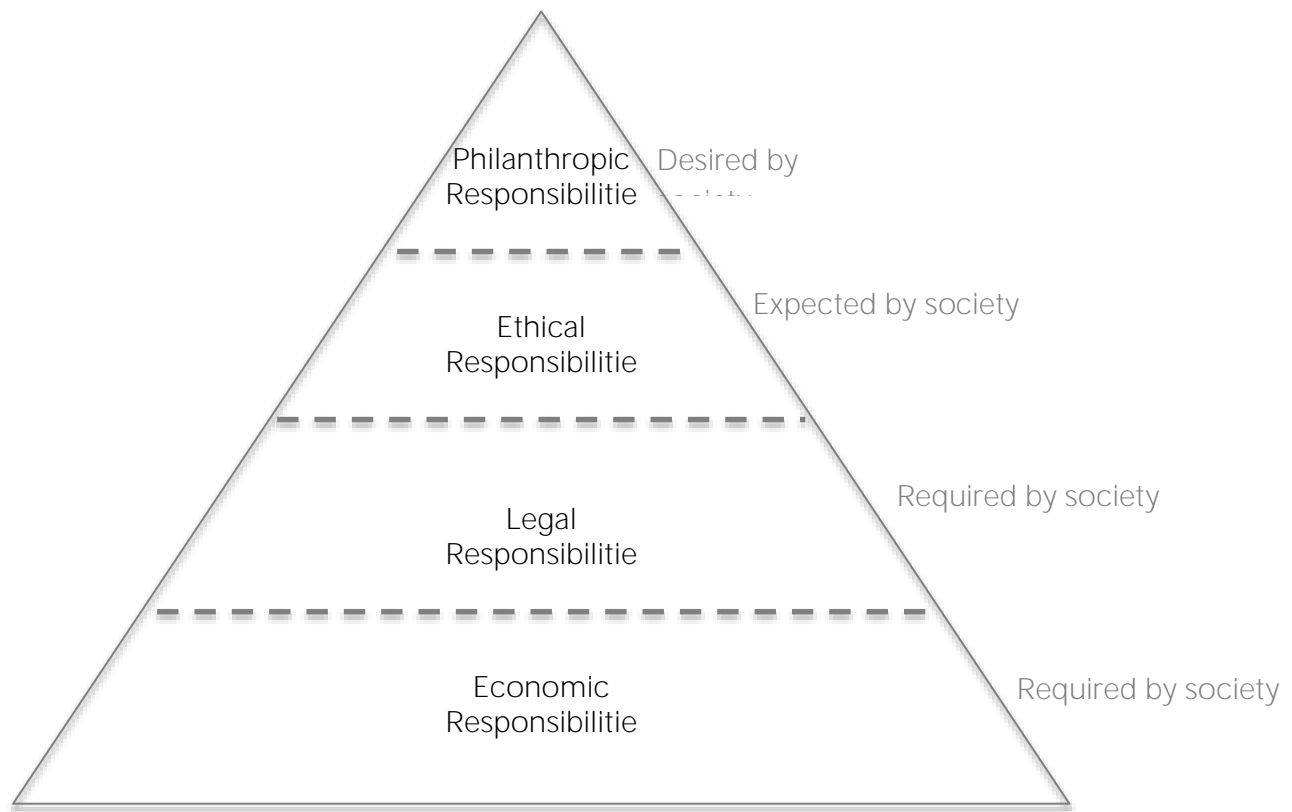 Philanthropic
Responsibilitie
Desired by
society
Expected by society
Ethical
Responsibilitie
Required by society
Legal
Responsibilitie
Required by society
Economic
Responsibilitie